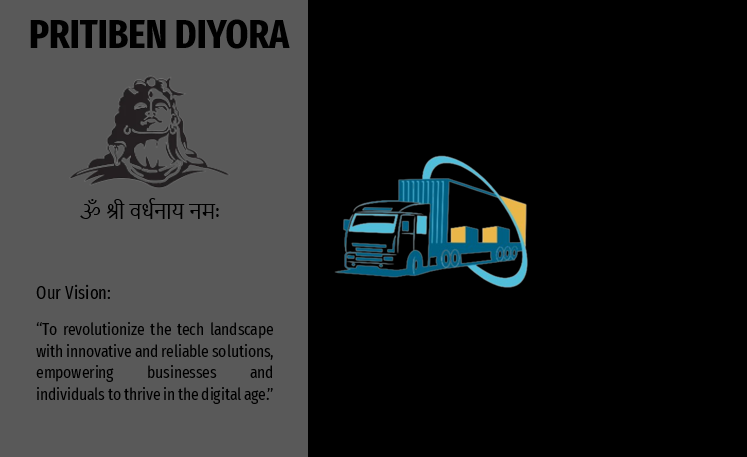 PRITIBEN DIYORA
ॐ श्री वर्धनाय नमः
Our Vision:
“To revolutionize the tech landscape
with innovative and reliable solutions,
empowering businesses and
individuals to thrive in the digital age.”